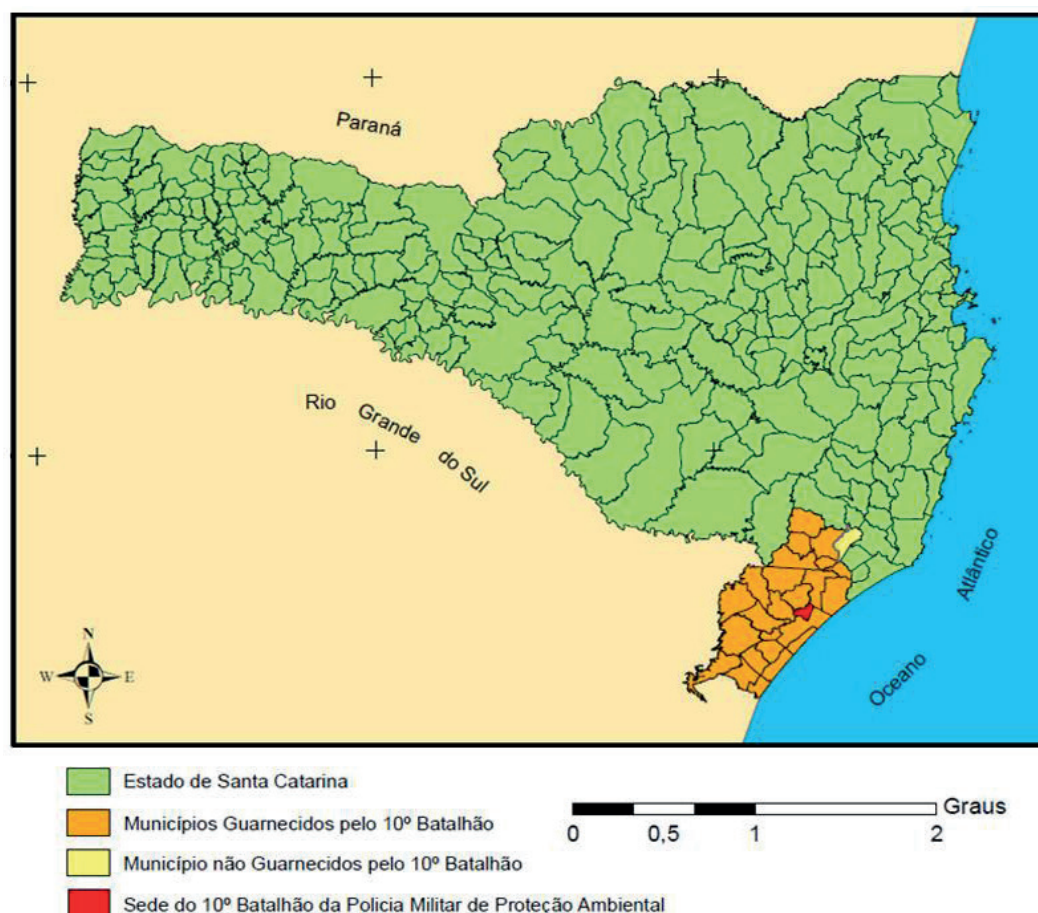 Paraná
Rio Grande do Sul
Atlântico
Oceano
N
W E
S
Estado de Santa Catarina
Municípios Guarnecidos pelo 10º Batalhão
Município não Guarnecidos pelo 10º Batalhão
Sede do 10º Batalhão da Policia Militar de Proteção Ambiental
Graus
0 0,5 1 2